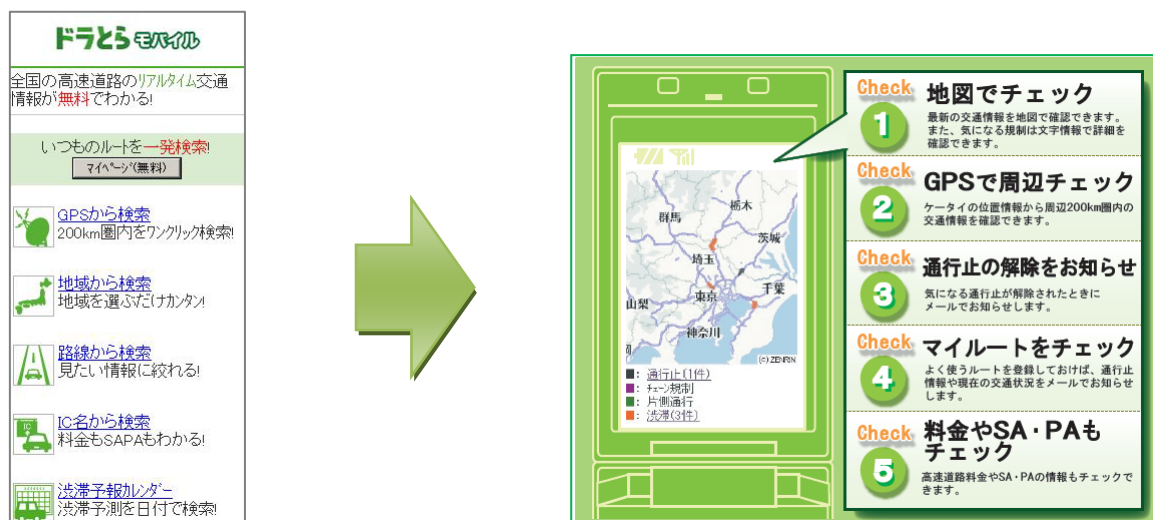 ドラとらモバイル
全国の高速道路のリアルタイム交通
情報が無料でわかる!
いつものルートを一発検索!
マイページ(無料)
GPSから検索
200km圏内をワンクリック検索!
地域から検索
地域を選ぶだけカンタン!
路線から検索
見たい情報に絞れる!
IC
IC名から検索
料金もSAPAもわかる!
渋滞予報カレンダー
渋滞予測を日付で検索!
群馬
栃木
茨城
埼玉
東京
千葉
山梨
神奈川
(c)ZENRIN
■: 通行止(1件)
■: チェーン規制
■: 片側通行
■: 渋滞(3件)
Check
1
地図でチェック
最新の交通情報を地図で確認できます。
また、気になる規制は文字情報で詳細を
確認できます。
Check
2
GPSで周辺チェック
ケータイの位置情報から周辺200km圏内の
交通情報を確認できます。
Check
3
通行止の解除をお知らせ
気になる通行止が解除されたときに
メールでお知らせします。
Check
4
マイルートをチェック
よく使うルートを登録しておけば、通行止
情報や現在の交通状況をメールでお知らせ
します。
Check
5
料金やSA・PAも
チェック
高速道路料金やSA・PAの情報もチェックで
きます。